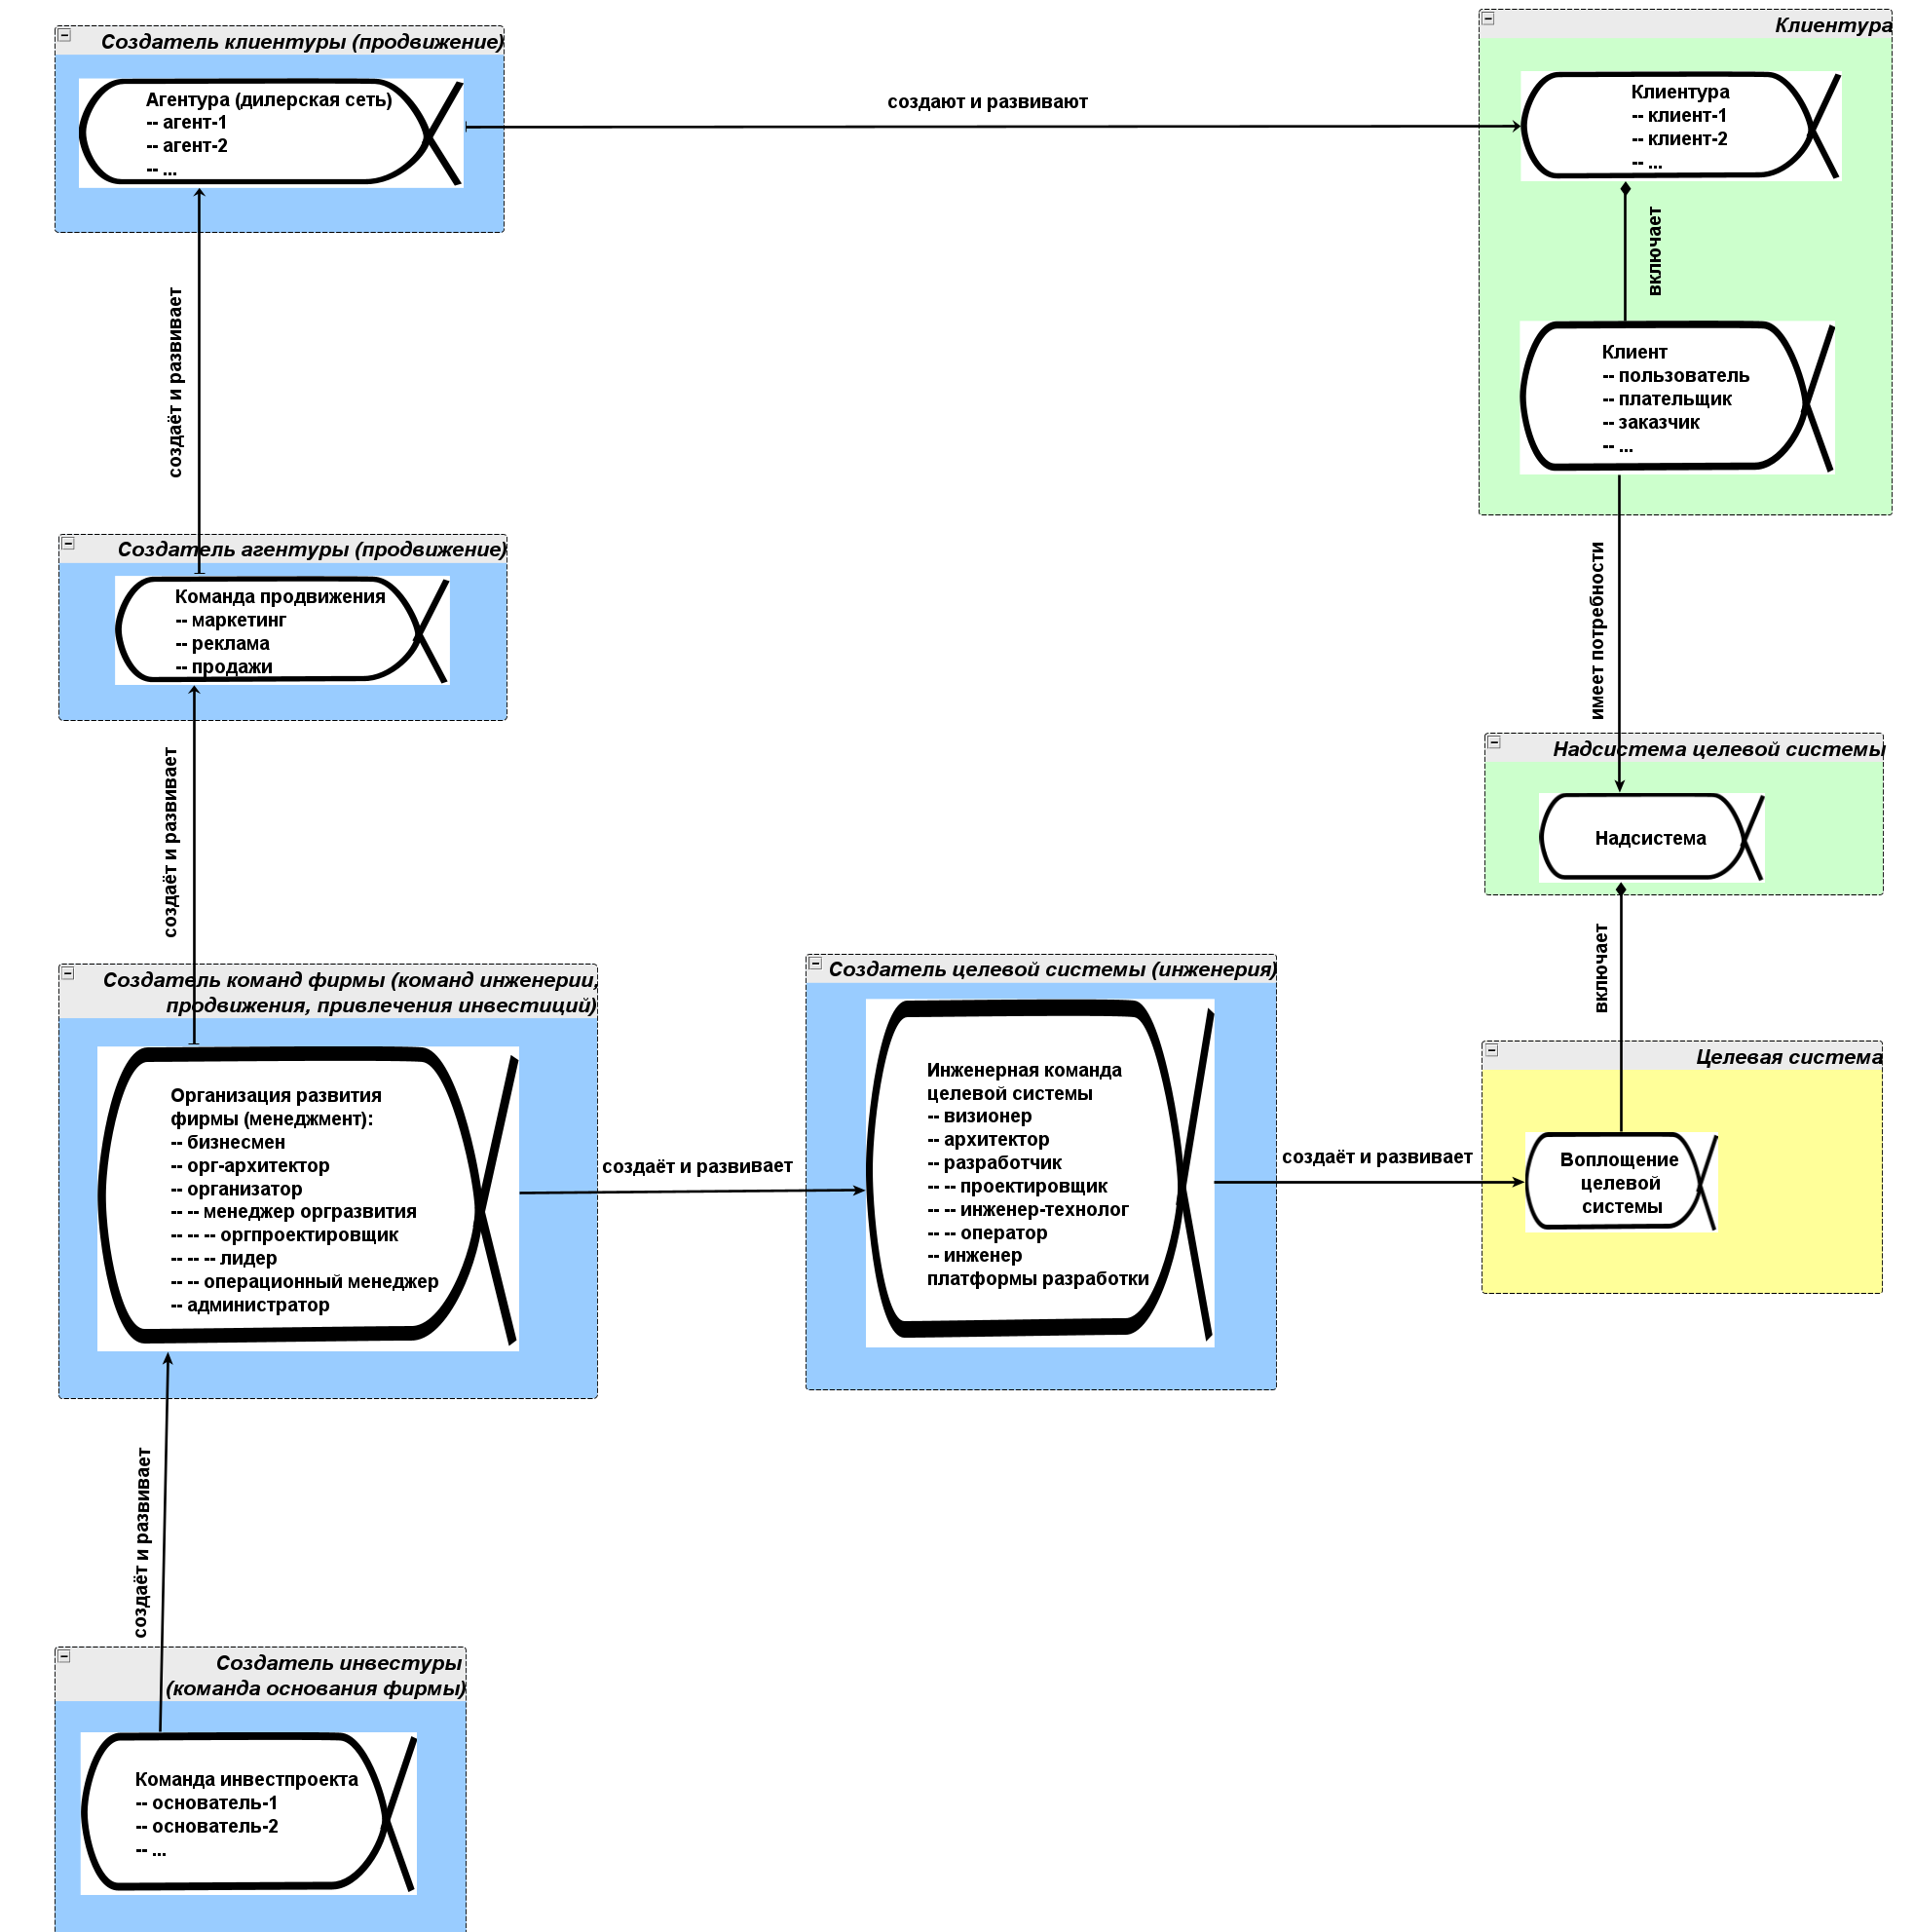 Создатель клиентуры (продвижение)
Агентура (дилерская сеть)
-- агент-1
-- агент-2
-- ...
создают и развивают
Клиентура
Клиентура
-- клиент-1
-- клиент-2
-- ...
включает
Клиент
-- пользователь
-- плательщик
-- заказчик
-- ...
создаёт и развивает
Создатель агентуры (продвижение)
Команда продвижения
-- маркетинг
-- реклама
-- продажи
имеет потребности
Надсистема целевой системы
Надсистема
создаёт и развивает
включает
Создатель команд фирмы (команд инженерии,
продвижения, привлечения инвестиций)
Организация развития
фирмы (менеджмент):
-- бизнесмен
-- орг-архитектор
-- организатор
-- -- менеджер оргразвития
-- -- -- оргпроектировщик
-- -- -- лидер
-- -- операционный менеджер
-- администратор
создаёт и развивает
Создатель целевой системы (инженерия)
Инженерная команда
целевой системы
-- визионер
-- архитектор
-- разработчик
-- -- проектировщик
-- -- инженер-технолог
-- -- оператор
-- инженер
платформы разработки
создаёт и развивает
Целевая система
Воплощение
целевой
системы
создаёт и развивает
Создатель инвестуры
(команда основания фирмы)
Команда инвестпроекта
-- основатель-1
-- основатель-2
-- ...